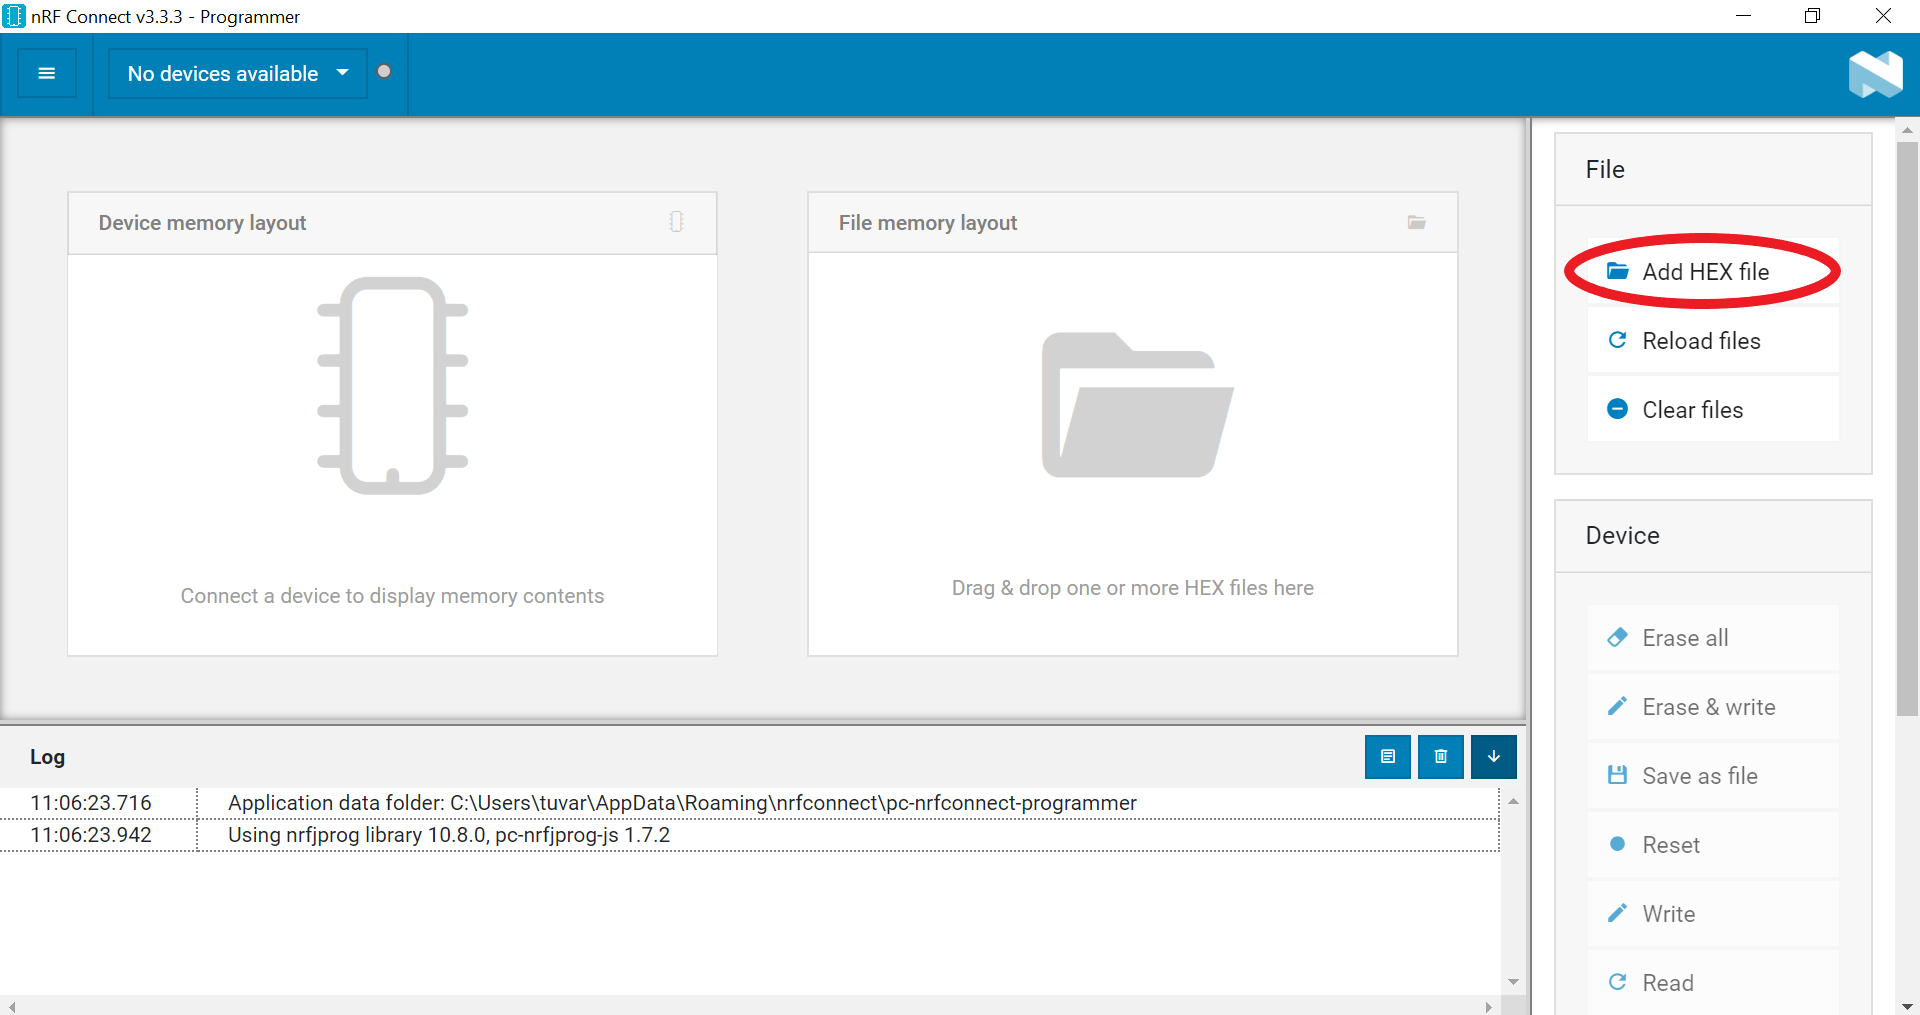 nRF Connect v3.3.3 - Programmer
No devices available
Device memory layout
Connect a device to display memory contents
File memory layout
Drag & drop one or more HEX files here
File
Add HEX file
Reload files
Clear files
Device
Erase all
Erase & write
Save as file
Reset
Write
Read
Log
11:06:23.716 Application data folder: C:\Users\tuvar\AppData\Roaming\nrfconnect\pc-nrfconnect-programmer
11:06:23.942 Using nrfjprog library 10.8.0, pc-nrfjprog-js 1.7.2